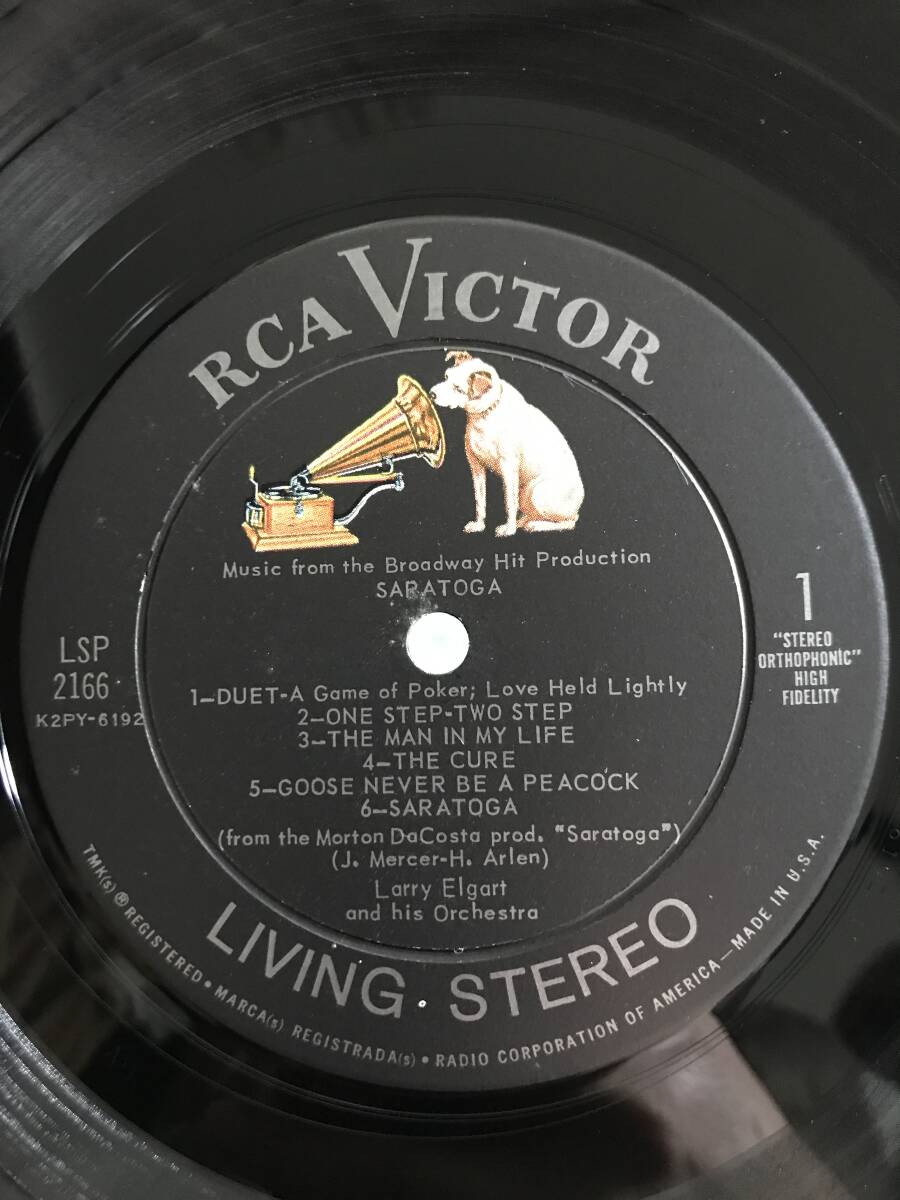 RCA VICTOR
Music from the Broadway Hit Production
SARATOGA
LSP
2166
K2PY-6192
1
"STEREO
ORTHOPHONIC"
HIGH
FIDELITY
1-DUET-A Game of Poker; Love Held Lightly
2-ONE STEP-TWO STEP
3-THE MAN IN MY LIFE
4-THE CURE
5-GOOSE NEVER BE A PEACOCK
6-SARATOGA
(from the Morton DaCosta prod. "Saratoga")
(J. Mercer-H. Arlen)
Larry Elgart
and his Orchestra
LIVING STEREO
TMK(s) ® REGISTERED • MARCA(s) REGISTRADA(s) • RADIO CORPORATION OF AMERICA—MADE IN U.S.A.